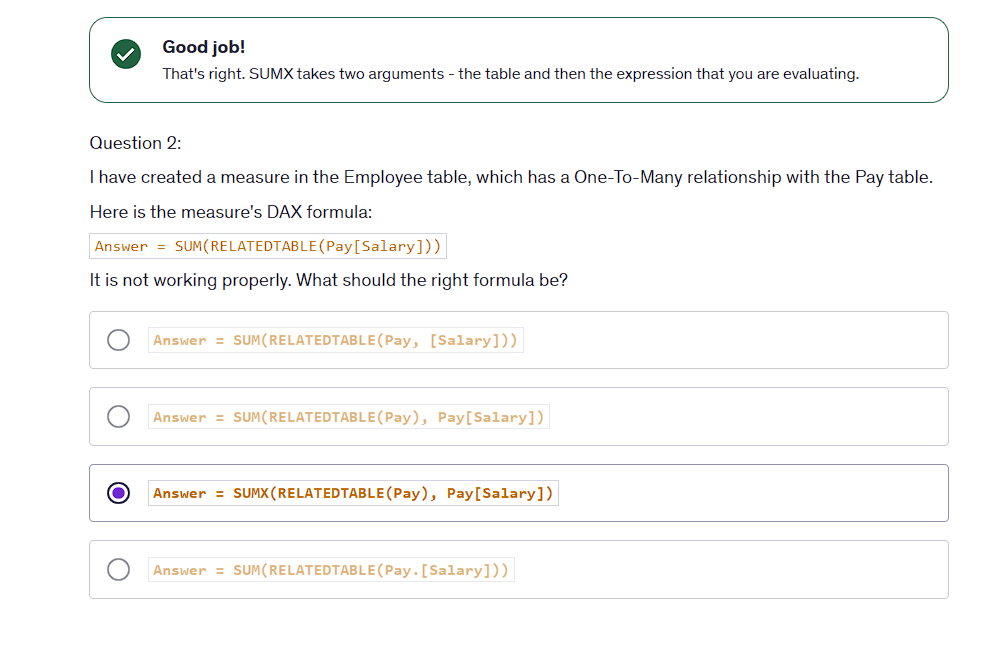 Good job!
That's right. SUMX takes two arguments - the table and then the expression that you are evaluating.
Question 2:
I have created a measure in the Employee table, which has a One-To-Many relationship with the Pay table.
Here is the measure's DAX formula:
Answer = SUM(RELATEDTABLE(Pay[Salary]))
It is not working properly. What should the right formula be?
Answer = SUM(RELATEDTABLE(Pay, [Salary]))
Answer = SUM(RELATEDTABLE(Pay), Pay[Salary])
Answer = SUMX(RELATEDTABLE(Pay), Pay[Salary])
Answer = SUM(RELATEDTABLE(Pay.[Salary]))